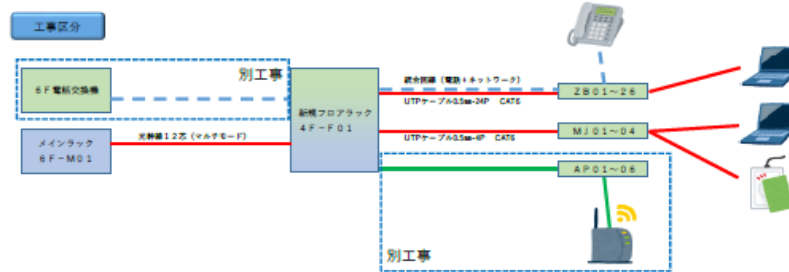 工事区分
別工事
6F電話交換機
メインラック
6F-M01
光幹線12芯（マルチモード）
新規フロアラック
4F-F01
統合回線（電話+ネットワーク）
UTPケーブル0.5mm-24P CAT6
UTPケーブル0.5mm-4P CAT6
ZB01～26
MJ01～04
AP01～06
別工事